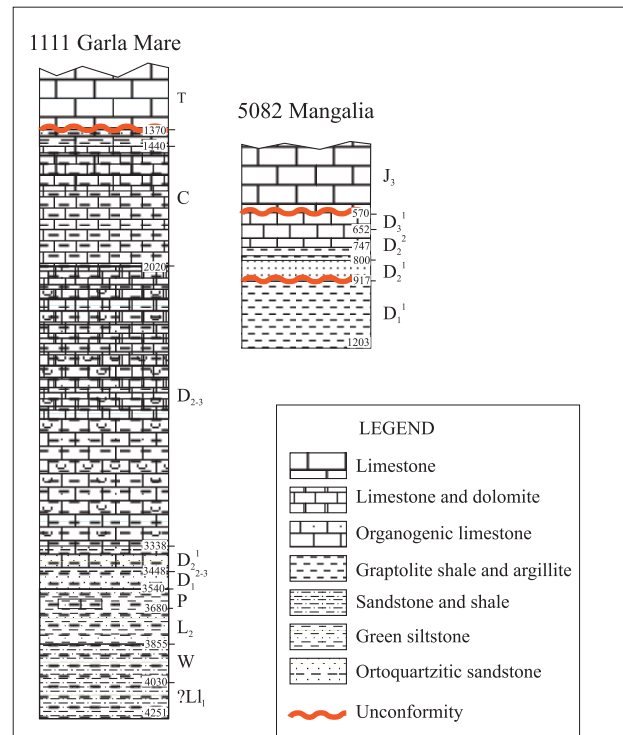 1111 Garla Mare
T
1370
1440
C
2020
D₂₋₃
3338
D₂¹
3448
D₁²⁻³
3540
P
3680
L₂
3855
W
4030
?Ll₁
4251
5082 Mangalia
J₃
570
D₃¹
652
747
D₂²
800
D₂¹
917
D₁¹
1203
LEGEND
Limestone
Limestone and dolomite
Organogenic limestone
Graptolite shale and argillite
Sandstone and shale
Green siltstone
Ortoquartzitic sandstone
Unconformity